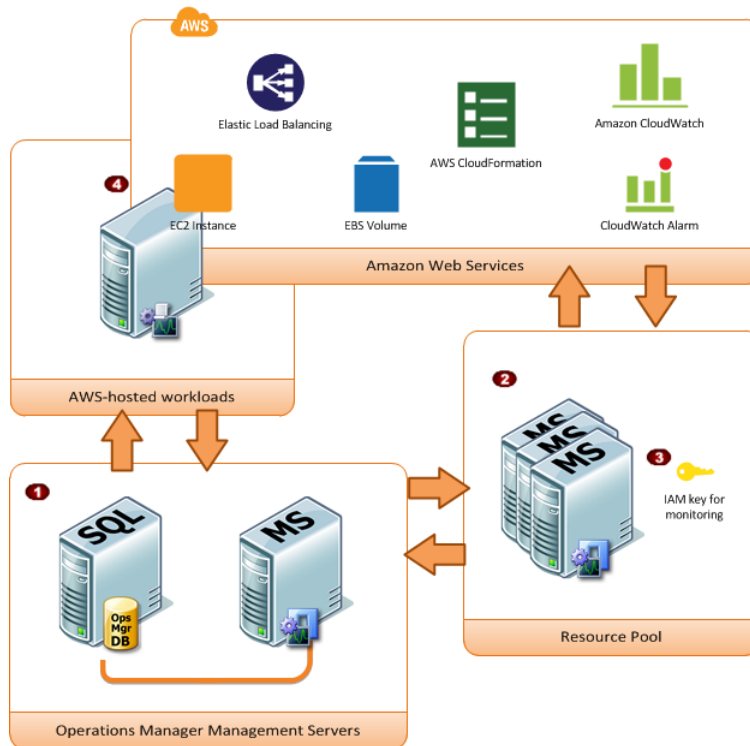 AWS
Elastic Load Balancing
AWS CloudFormation
Amazon CloudWatch
4
EC2 Instance
EBS Volume
CloudWatch Alarm
Amazon Web Services
AWS-hosted workloads
2
MS
MS
MS
3
IAM key for
monitoring
Resource Pool
1
SQL
Ops
Mgr
DB
MS
Operations Manager Management Servers